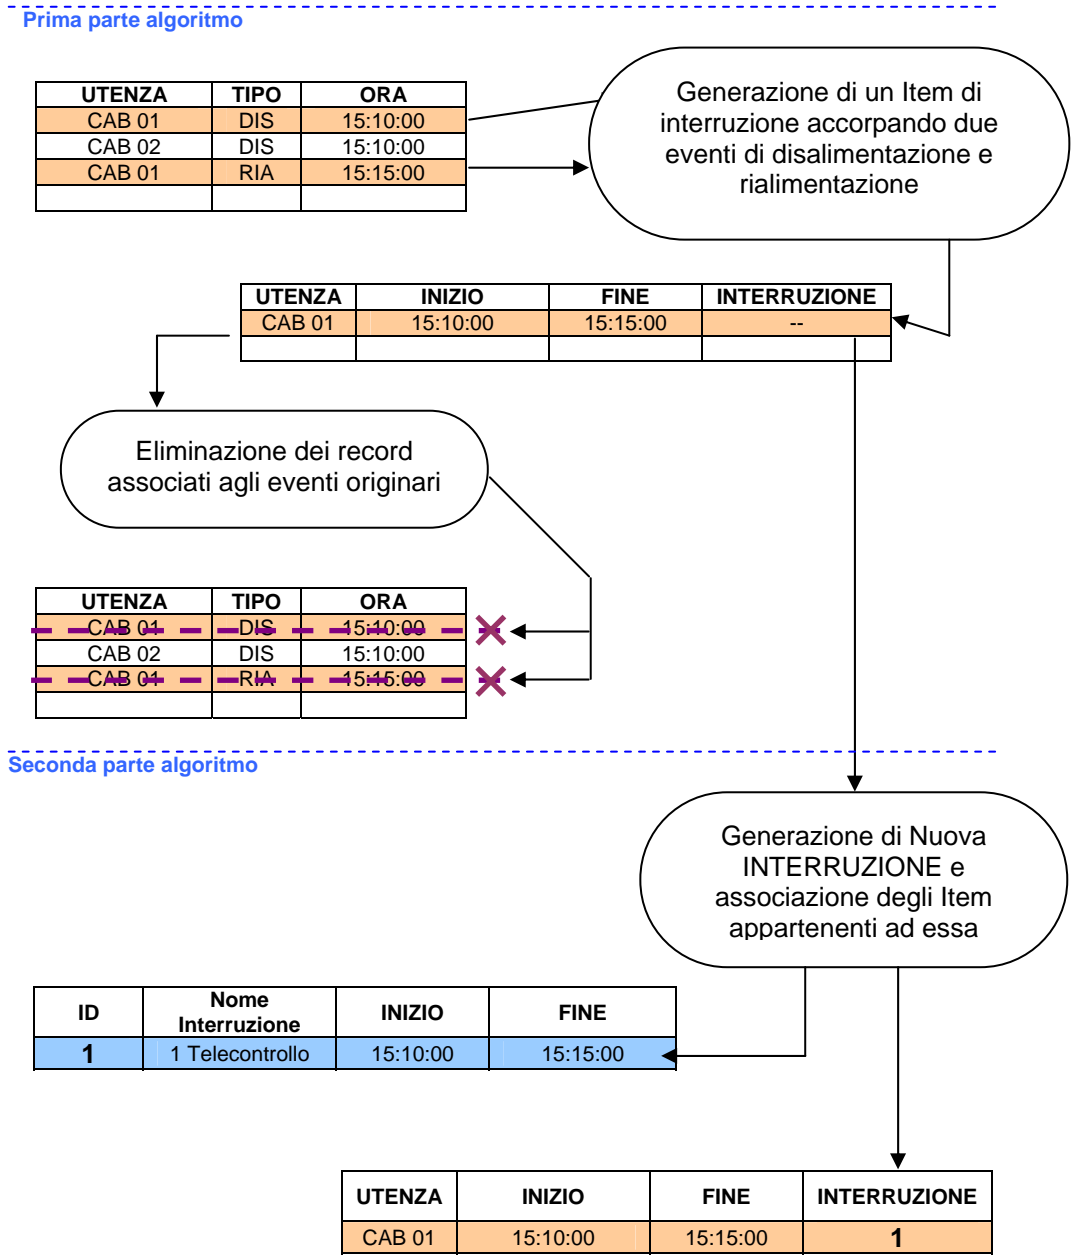 Prima parte algoritmo
UTENZA TIPO ORA
CAB 01 DIS 15:10:00
CAB 02 DIS 15:10:00
CAB 01 RIA 15:15:00
Generazione di un Item di
interruzione accorpando due
eventi di disalimentazione e
rialimentazione
UTENZA INIZIO FINE INTERRUZIONE
CAB 01 15:10:00 15:15:00 --
Eliminazione dei record
associati agli eventi originari
UTENZA TIPO ORA
CAB 01 DIS 15:10:00
CAB 02 DIS 15:10:00
CAB 01 RIA 15:15:00
Seconda parte algoritmo
Generazione di Nuova
INTERRUZIONE e
associazione degli Item
appartenenti ad essa
ID Nome Interruzione INIZIO FINE
1 1 Telecontrollo 15:10:00 15:15:00
UTENZA INIZIO FINE INTERRUZIONE
CAB 01 15:10:00 15:15:00 1